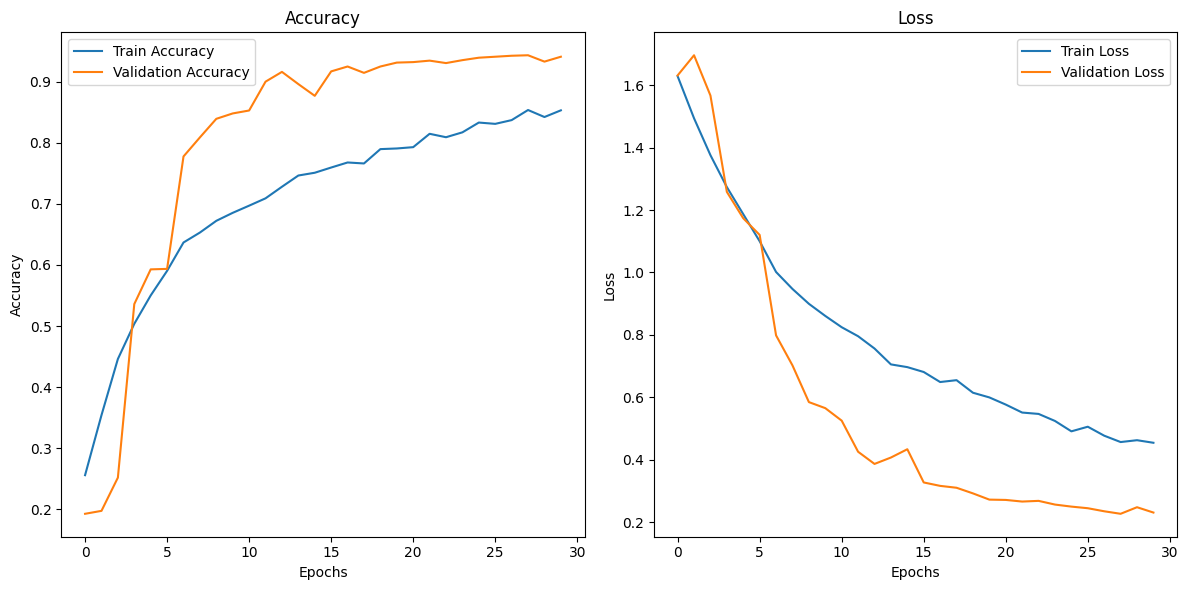 Accuracy
Train Accuracy
Validation Accuracy
Accuracy
0.9
0.8
0.7
0.6
0.5
0.4
0.3
0.2
0 5 10 15 20 25 30
Epochs
Loss
Train Loss
Validation Loss
Loss
1.6
1.4
1.2
1.0
0.8
0.6
0.4
0.2
0 5 10 15 20 25 30
Epochs